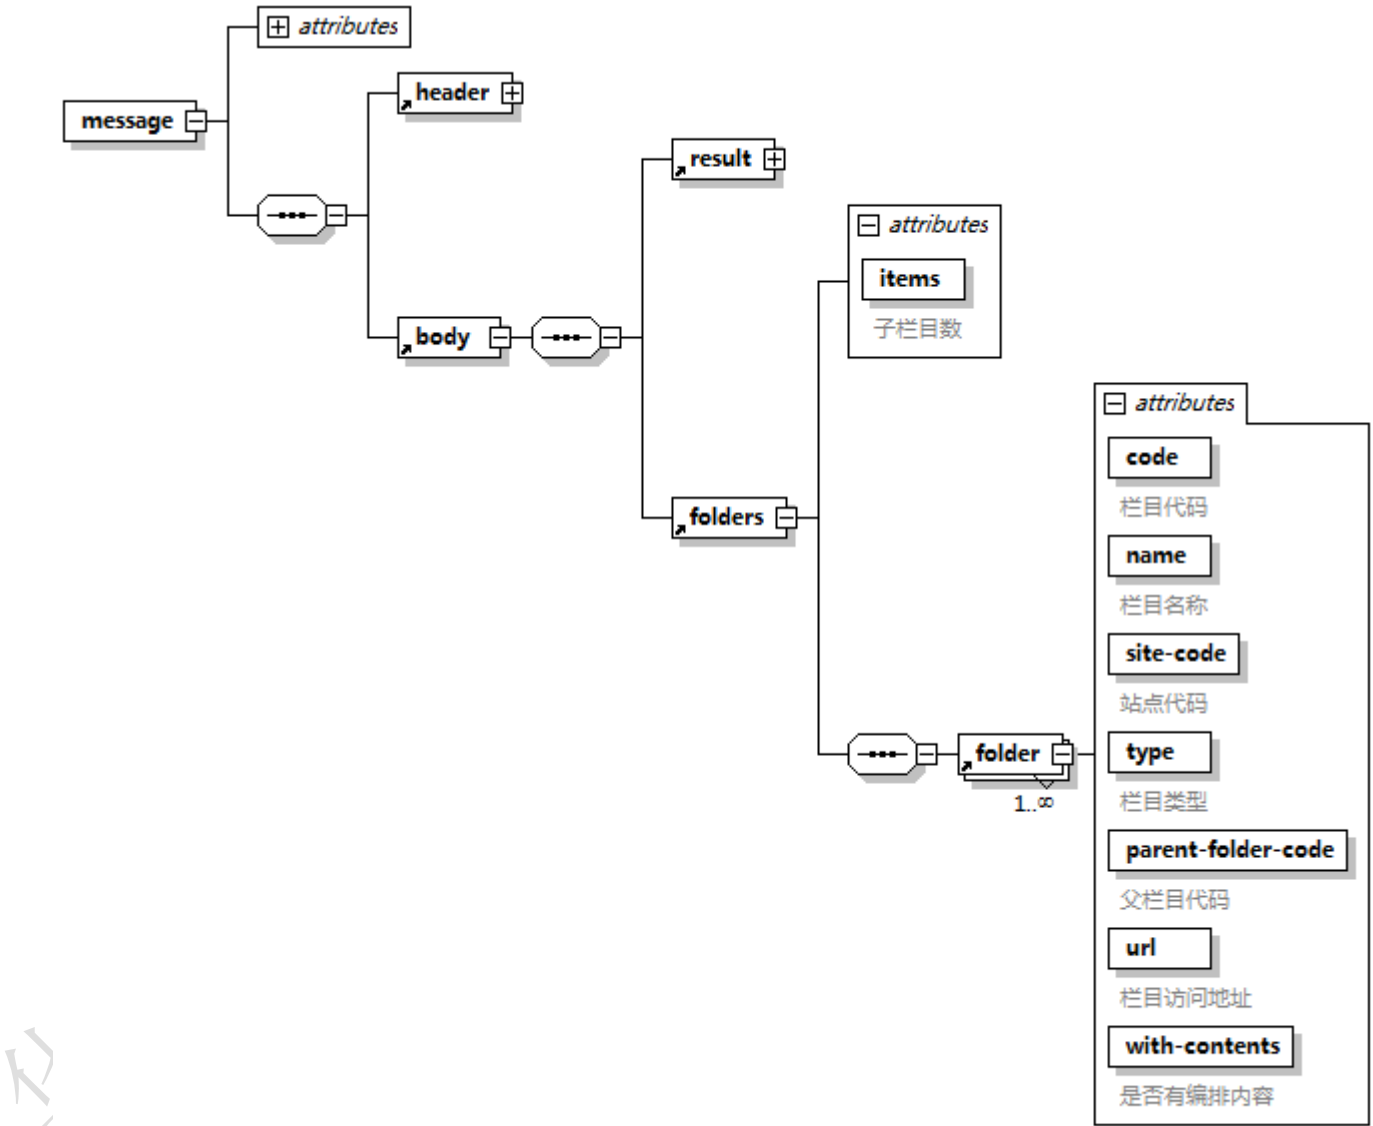 attributes
header
message
result
attributes
items
子栏目数
body
attributes
code
栏目代码
folders
name
栏目名称
site-code
站点代码
folder
type
1..∞
栏目类型
parent-folder-code
父栏目代码
url
栏目访问地址
with-contents
是否有编排内容